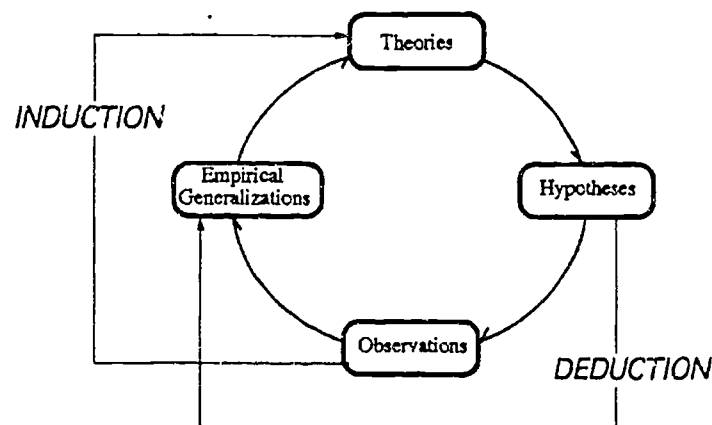 Theories
INDUCTION
Empirical
Generalizations
Hypotheses
Observations
DEDUCTION